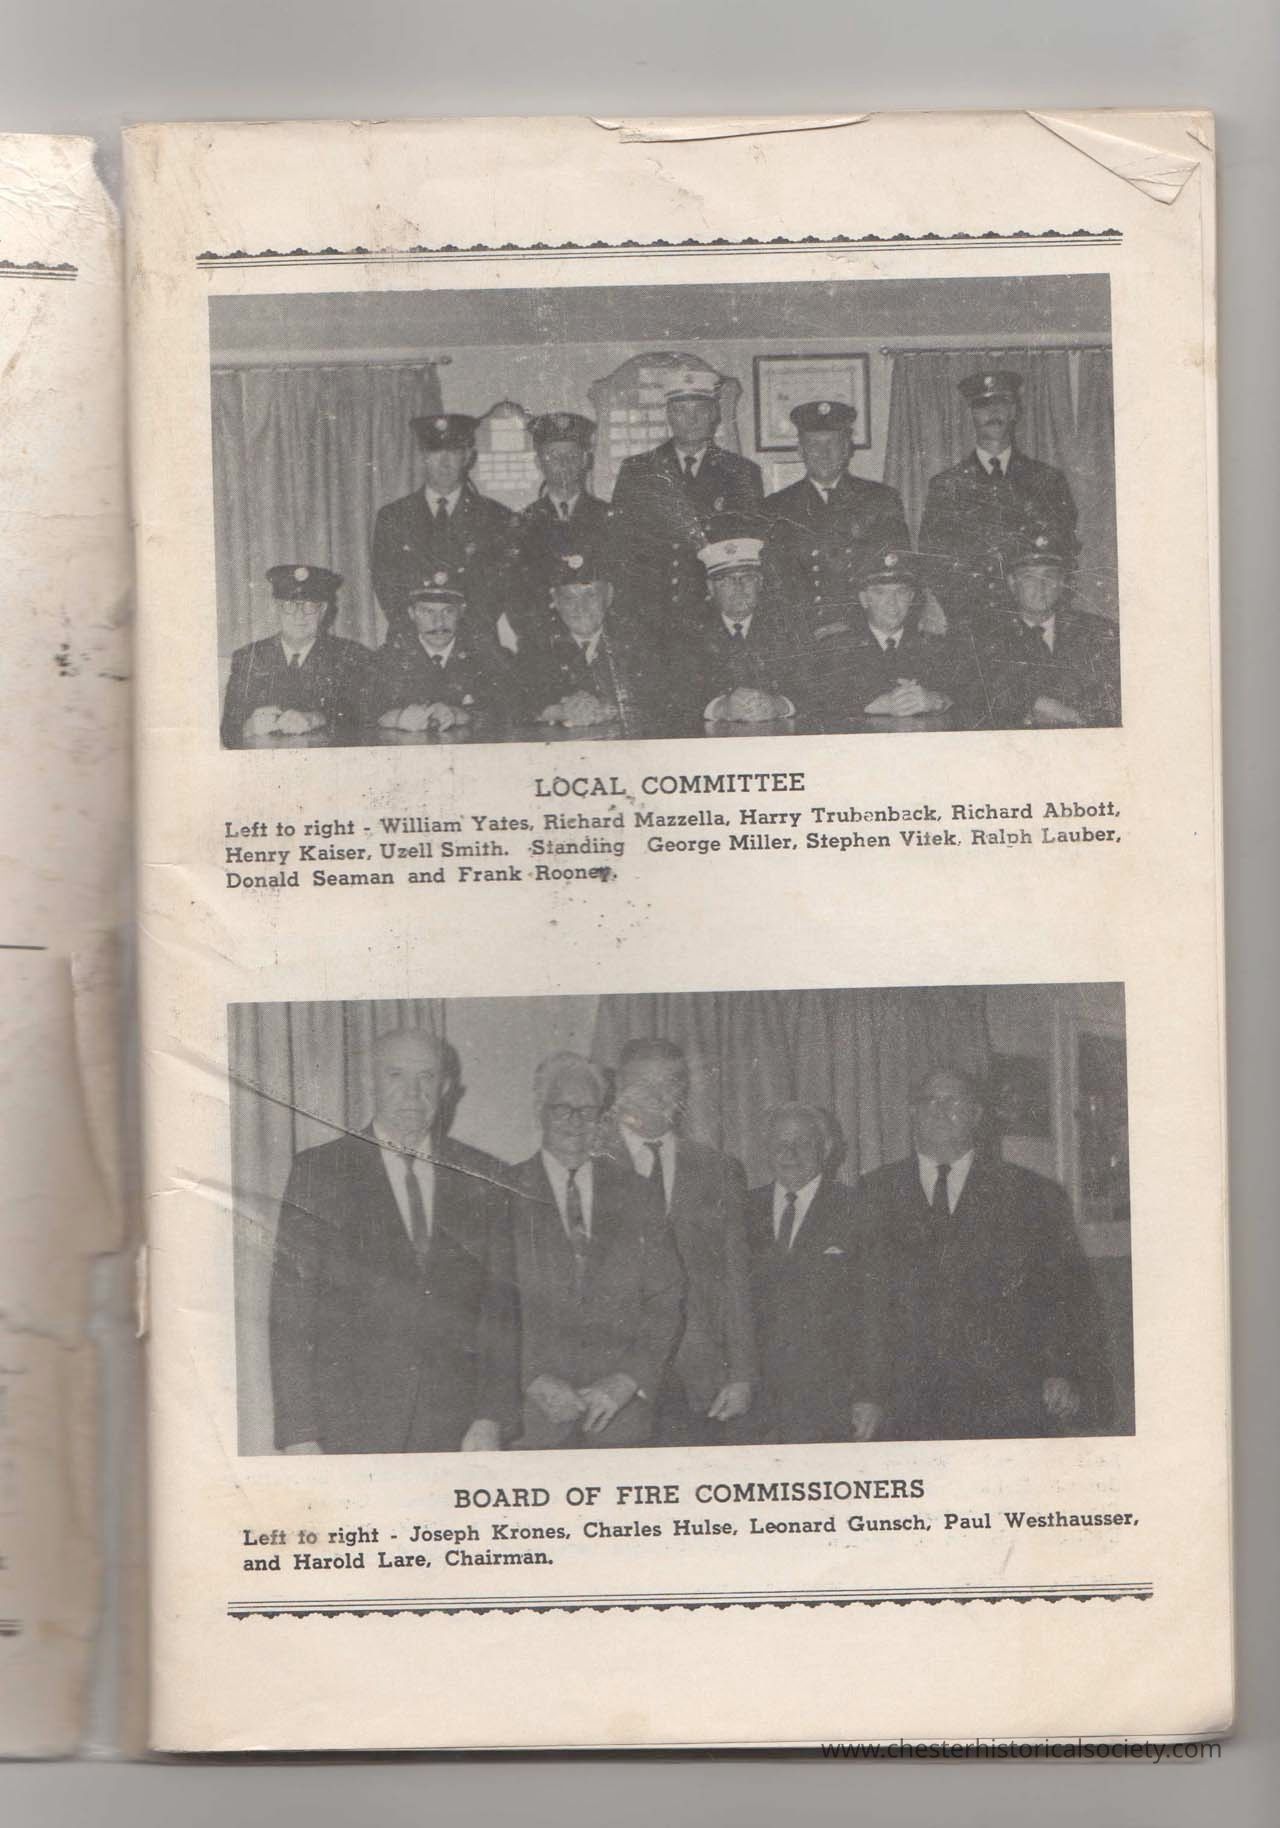 LOCAL COMMITTEE
Left to right - William Yates, Richard Mazzella, Harry Trubenback, Richard Abbott,
Henry Kaiser, Uzell Smith. Standing George Miller, Stephen Vitek, Ralph Lauber,
Donald Seaman and Frank Rooney.
BOARD OF FIRE COMMISSIONERS
Left to right - Joseph Krones, Charles Hulse, Leonard Gunsch, Paul Westhausser,
and Harold Lare, Chairman.
www.chesterhistoricalsociety.com